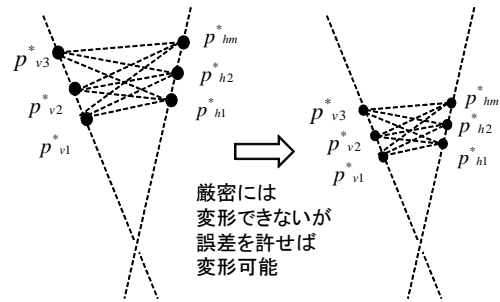 p*v3
p*v2
p*v1
p*hm
p*h2
p*h1
厳密には
変形できないが
誤差を許せば
変形可能
p*v3
p*v2
p*v1
p*hm
p*h2
p*h1